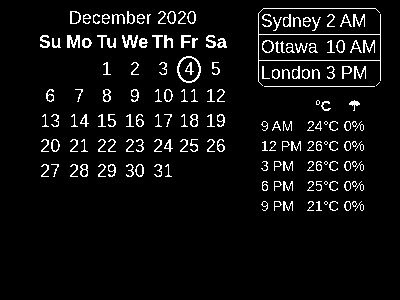 December 2020
Su Mo Tu We Th Fr Sa
1 2 3 4 5
6 7 8 9 10 11 12
13 14 15 16 17 18 19
20 21 22 23 24 25 26
27 28 29 30 31
Sydney 2 AM
Ottawa 10 AM
London 3 PM
°C ☂
9 AM 24°C 0%
12 PM 26°C 0%
3 PM 26°C 0%
6 PM 25°C 0%
9 PM 21°C 0%